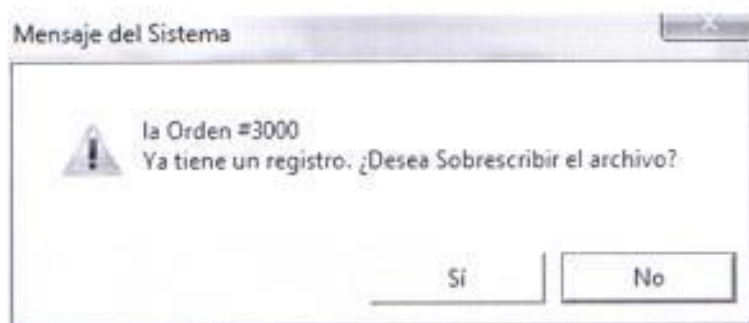 Mensaje del Sistema
la Orden #3000
Ya tiene un registro. ¿Desea Sobrescribir el archivo?
Sí
No